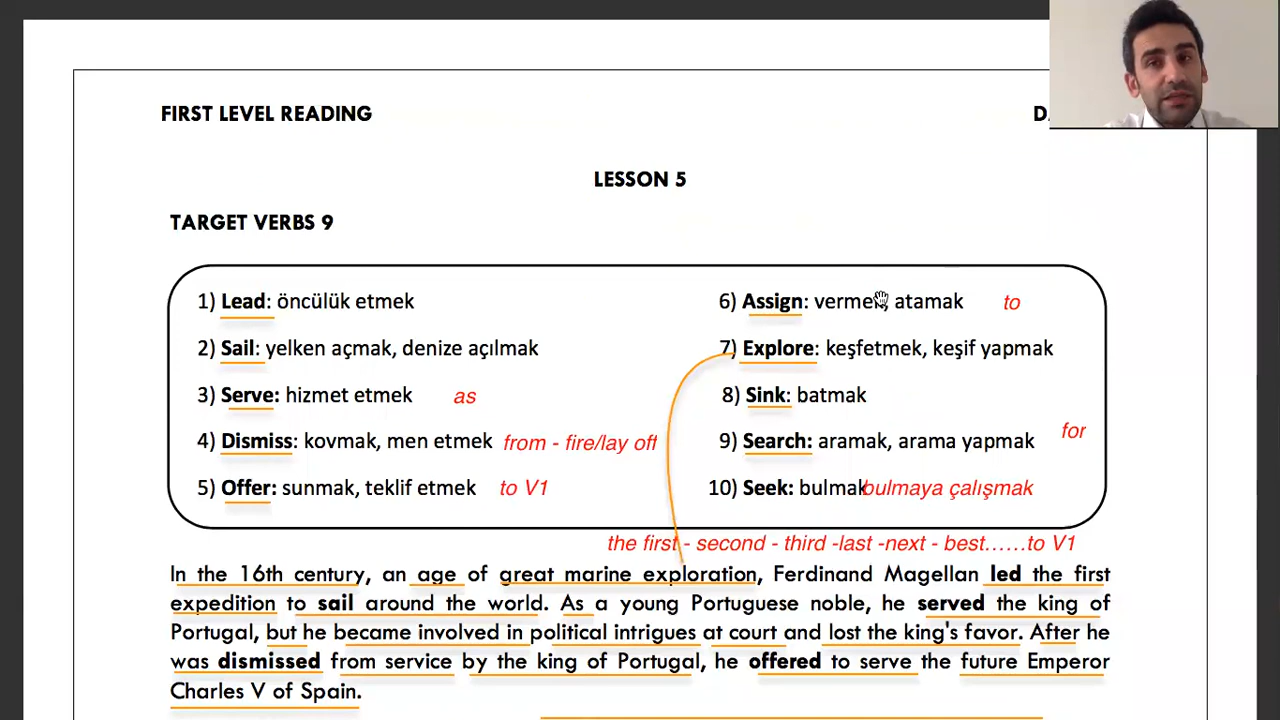 FIRST LEVEL READING
D
LESSON 5
TARGET VERBS 9
1) Lead: öncülük etmek
2) Sail: yelken açmak, denize açılmak
3) Serve: hizmet etmek as
4) Dismiss: kovmak, men etmek from - fire/lay off
5) Offer: sunmak, teklif etmek to V1
6) Assign: vermek, atamak to
7) Explore: keşfetmek, keşif yapmak
8) Sink: batmak
9) Search: aramak, arama yapmak for
10) Seek: bulmak bulmaya çalışmak
the first - second - third -last -next - best……to V1
In the 16th century, an age of great marine exploration, Ferdinand Magellan led the first
expedition to sail around the world. As a young Portuguese noble, he served the king of
Portugal, but he became involved in political intrigues at court and lost the king's favor. After he
was dismissed from service by the king of Portugal, he offered to serve the future Emperor
Charles V of Spain.